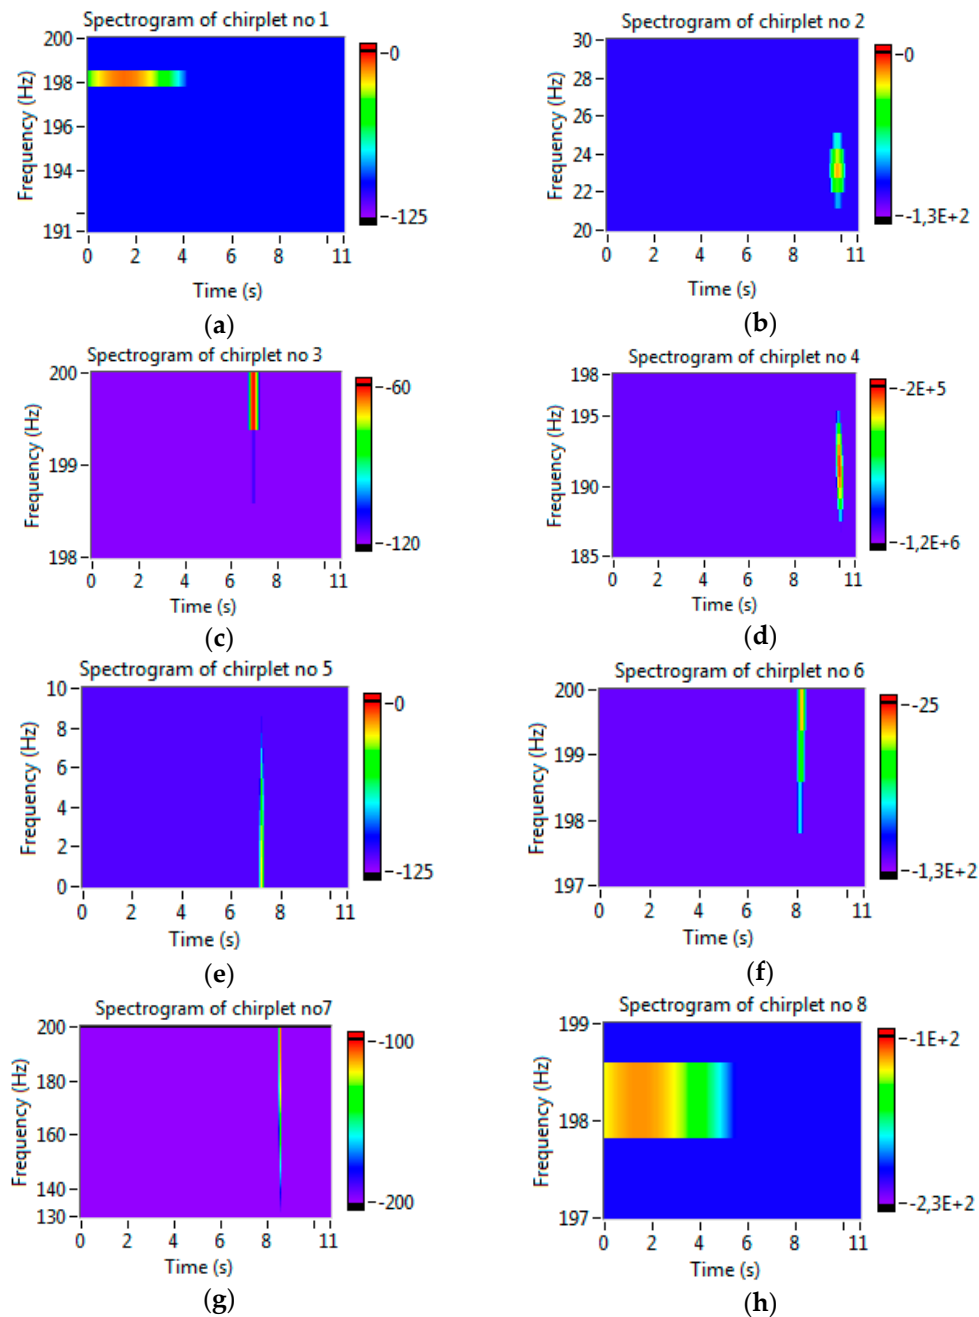 Spectrogram of chirplet no 1
Frequency (Hz)
200
198
196
194
191
0 2 4 6 8 11
Time (s)
-0
-125
(a)
Spectrogram of chirplet no 2
Frequency (Hz)
30
28
26
24
22
20
0 2 4 6 8 11
Time (s)
-0
-1,3E+2
(b)
Spectrogram of chirplet no 3
Frequency (Hz)
200
199
198
0 2 4 6 8 11
Time (s)
-60
-120
(c)
Spectrogram of chirplet no 4
Frequency (Hz)
198
195
190
185
0 2 4 6 8 11
Time (s)
-2E+5
-1,2E+6
(d)
Spectrogram of chirplet no 5
Frequency (Hz)
10
8
6
4
2
0
0 2 4 6 8 11
Time (s)
-0
-125
(e)
Spectrogram of chirplet no 6
Frequency (Hz)
200
199
198
197
0 2 4 6 8 11
Time (s)
-25
-1,3E+2
(f)
Spectrogram of chirplet no7
Frequency (Hz)
200
180
160
140
130
0 2 4 6 8 11
Time (s)
-100
-200
(g)
Spectrogram of chirplet no 8
Frequency (Hz)
199
198
197
0 2 4 6 8 11
Time (s)
-1E+2
-2,3E+2
(h)